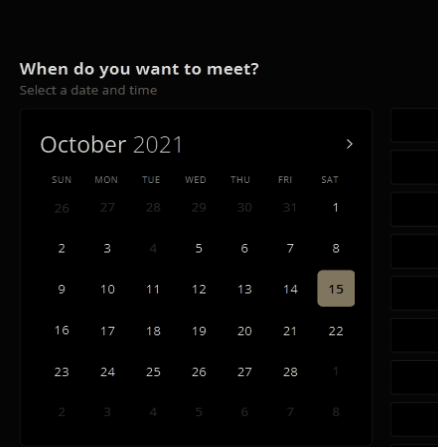 When do you want to meet?
Select a date and time
October 2021
SUN MON TUE WED THU FRI SAT
26 27 28 29 30 31 1
2 3 4 5 6 7 8
9 10 11 12 13 14 15
16 17 18 19 20 21 22
23 24 25 26 27 28 1
2 3 4 5 6 7 8